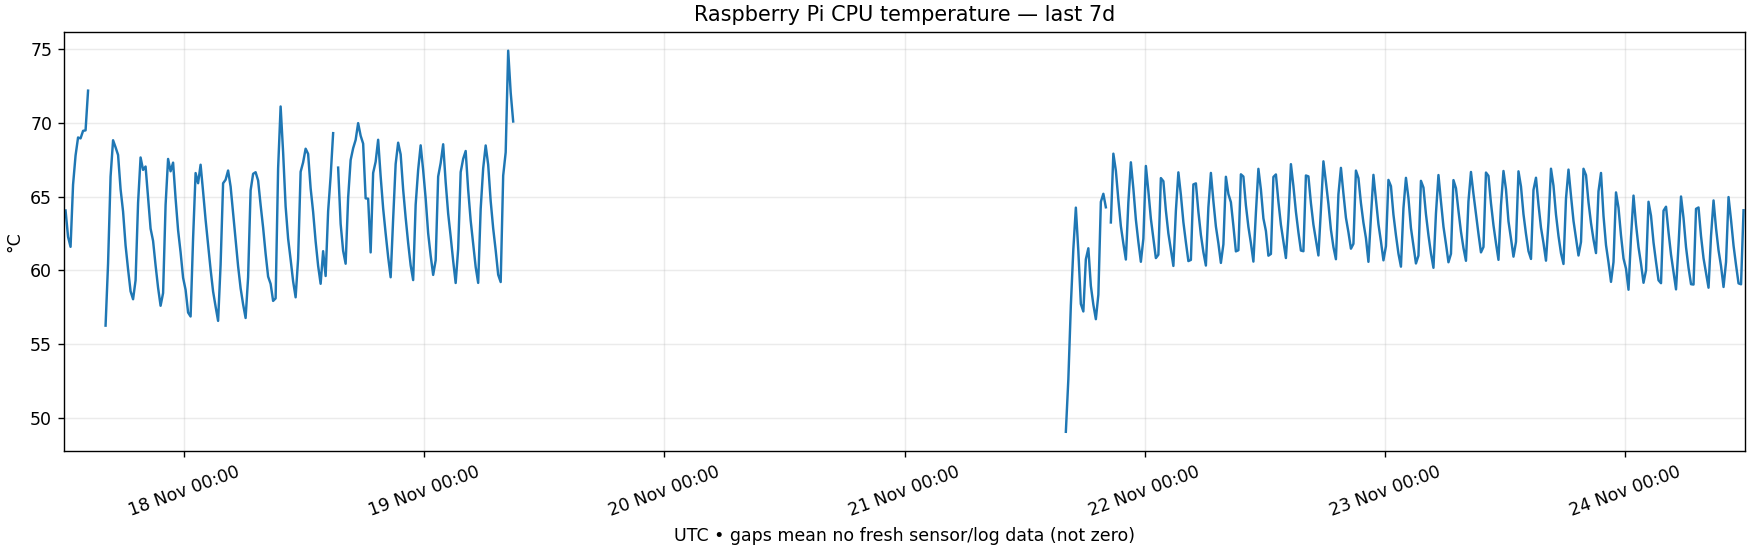 Raspberry Pi CPU temperature — last 7d
75
70
65
60
55
50
°C
18 Nov 00:00
19 Nov 00:00
20 Nov 00:00
21 Nov 00:00
22 Nov 00:00
23 Nov 00:00
24 Nov 00:00
UTC • gaps mean no fresh sensor/log data (not zero)